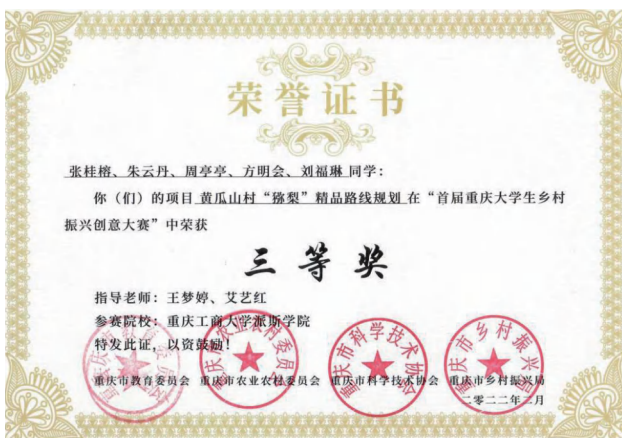 荣誉证书
张桂榕、朱云丹、周亭亭、方明会、刘福琳 同学：
你（们）的项目 黄瓜山村“猕梨”精品路线规划 在“首届重庆大学生乡村
振兴创意大赛”中荣获
三等奖
指导老师：王梦婷、艾艺红
参赛院校：重庆工商大学派斯学院
特发此证，以资鼓励！
重庆市教育委员会 重庆市农业农村委员会 重庆市科学技术协会 重庆市乡村振兴局
二零二二年二月